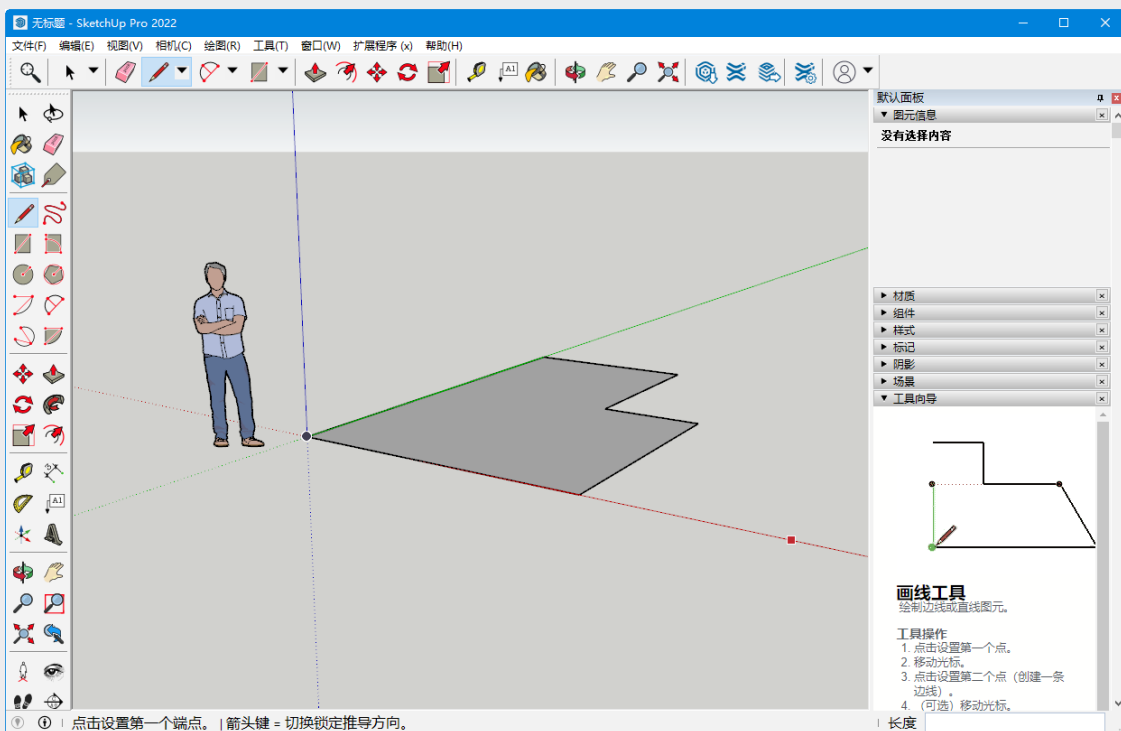 无标题 - SketchUp Pro 2022
文件(F) 编辑(E) 视图(V) 相机(C) 绘图(R) 工具(T) 窗口(W) 扩展程序 (x) 帮助(H)
A1
默认面板
图元信息
没有选择内容
材质
组件
样式
标记
阴影
场景
工具向导
A1
画线工具
绘制边线或直线图元。
工具操作
1. 点击设置第一个点。
2. 移动光标。
3. 点击设置第二个点（创建一条
边线）。
4. （可选）移动光标。
点击设置第一个端点。 | 箭头键 = 切换锁定推导方向。
长度